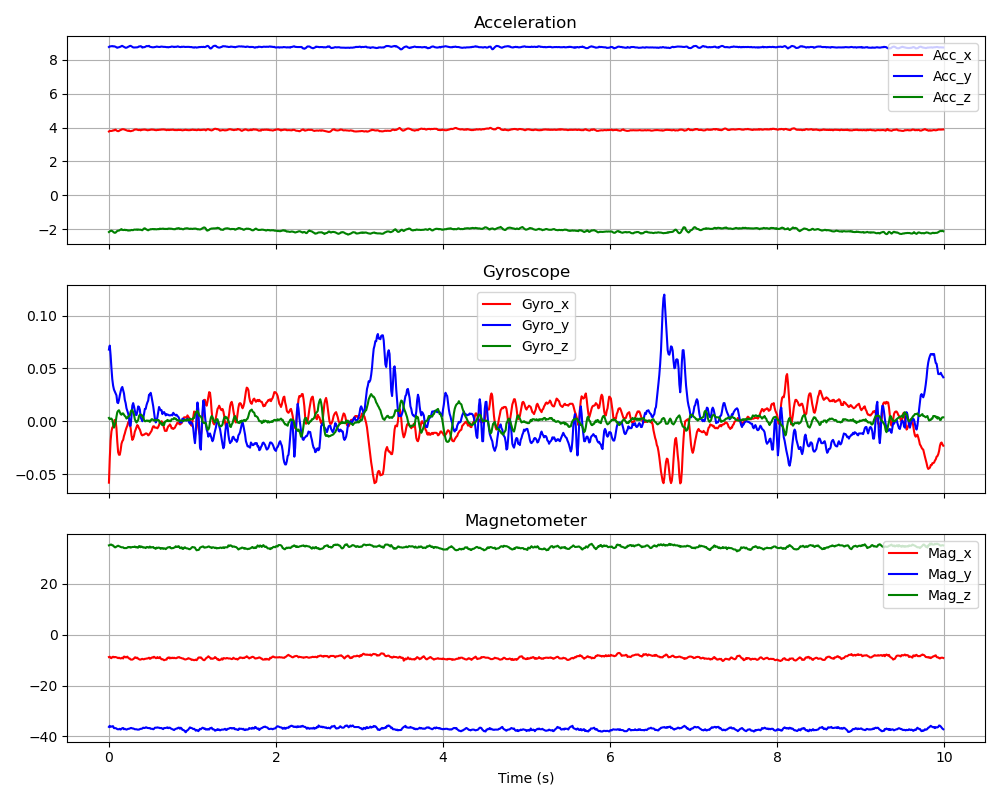 Acceleration
8
6
4
2
0
−2
Acc_x
Acc_y
Acc_z
Gyroscope
0.10
0.05
0.00
−0.05
Gyro_x
Gyro_y
Gyro_z
Magnetometer
20
0
−20
−40
Mag_x
Mag_y
Mag_z
0 2 4 6 8 10
Time (s)